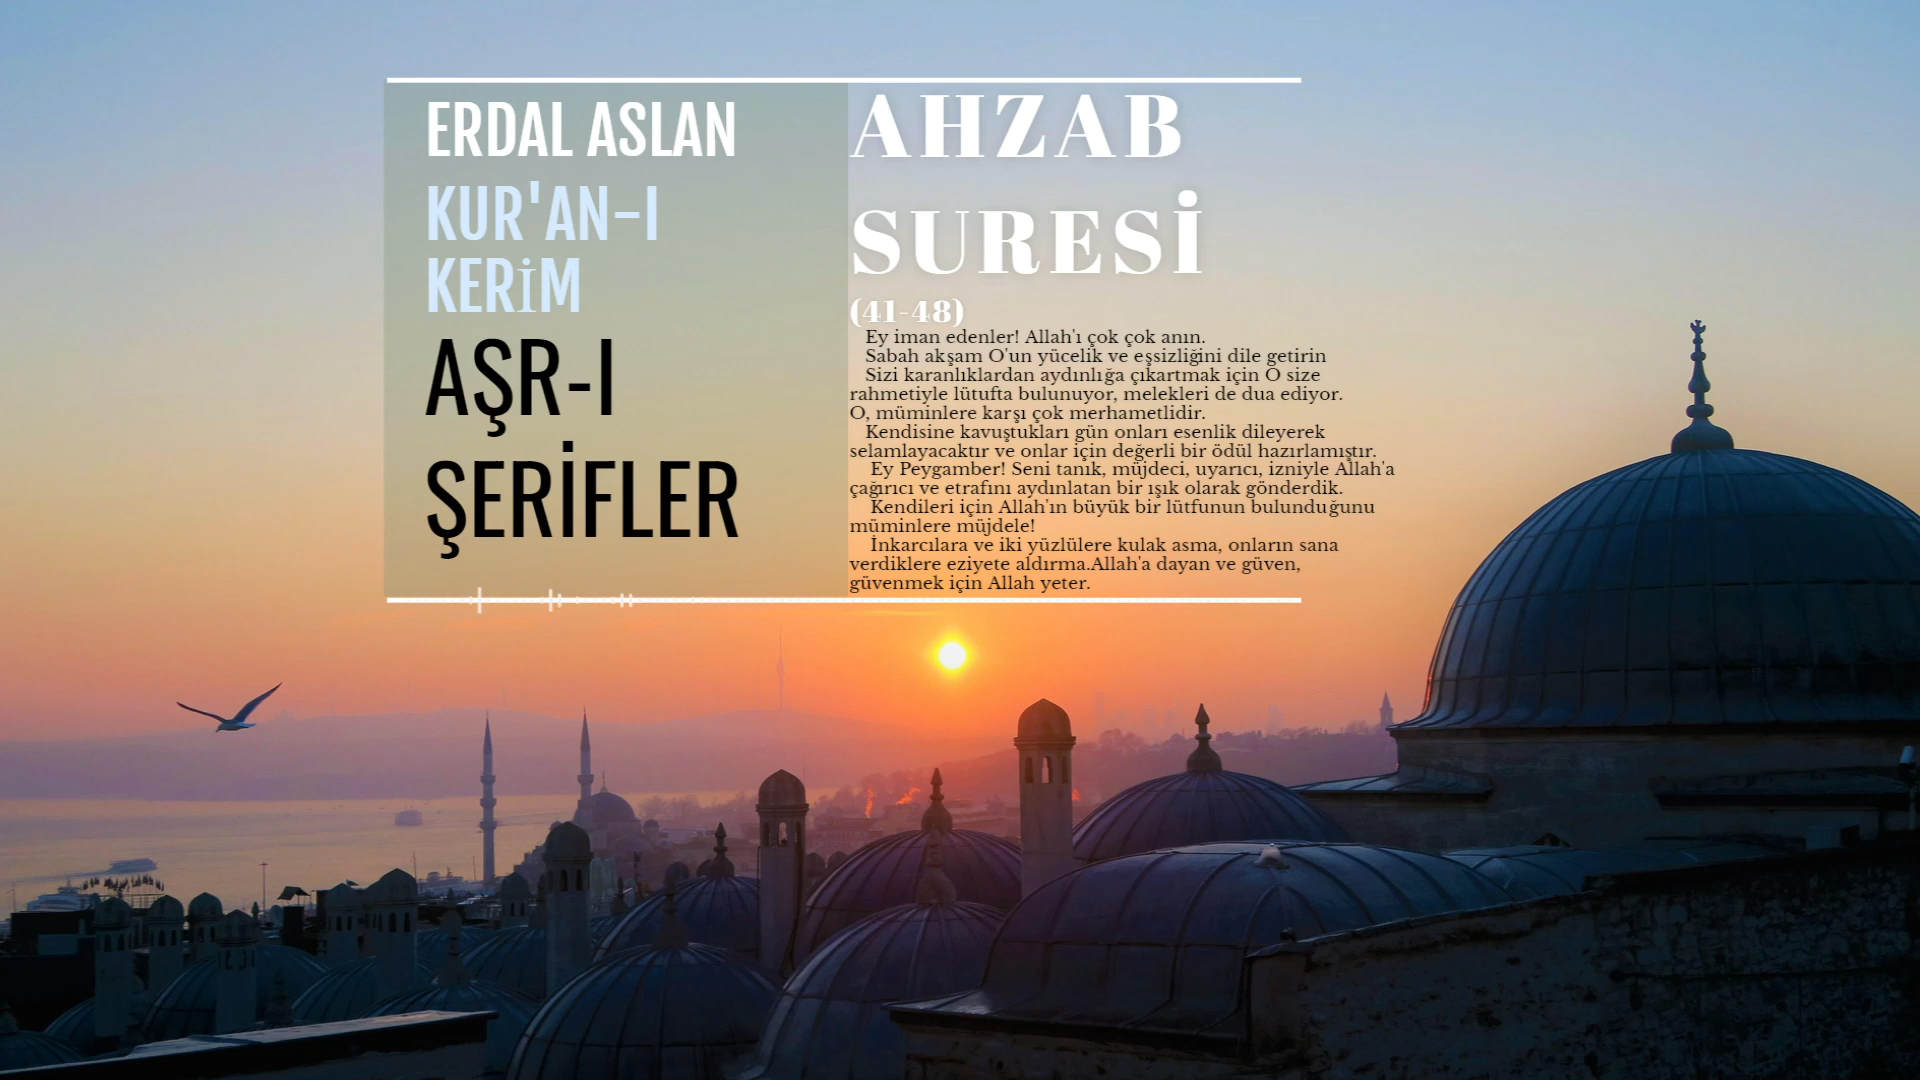 ERDAL ASLAN
KUR'AN-I
KERİM
AŞR-I
ŞERİFLER
AHZAB
SURESİ
(41-48)
Ey iman edenler! Allah'ı çok çok anın.
Sabah akşam O'un yücelik ve eşsizliğini dile getirin
Sizi karanlıklardan aydınlığa çıkartmak için O size
rahmetiyle lütufta bulunuyor, melekleri de dua ediyor.
O, müminlere karşı çok merhametlidir.
Kendisine kavuştukları gün onları esenlik dileyerek
selamlayacaktır ve onlar için değerli bir ödül hazırlamıştır.
Ey Peygamber! Seni tanık, müjdeci, uyarıcı, izniyle Allah'a
çağırıcı ve etrafını aydınlatan bir ışık olarak gönderdik.
Kendileri için Allah'ın büyük bir lütfunun bulunduğunu
müminlere müjdele!
İnkarcılara ve iki yüzlülere kulak asma, onların sana
verdiklere eziyete aldırma.Allah'a dayan ve güven,
güvenmek için Allah yeter.